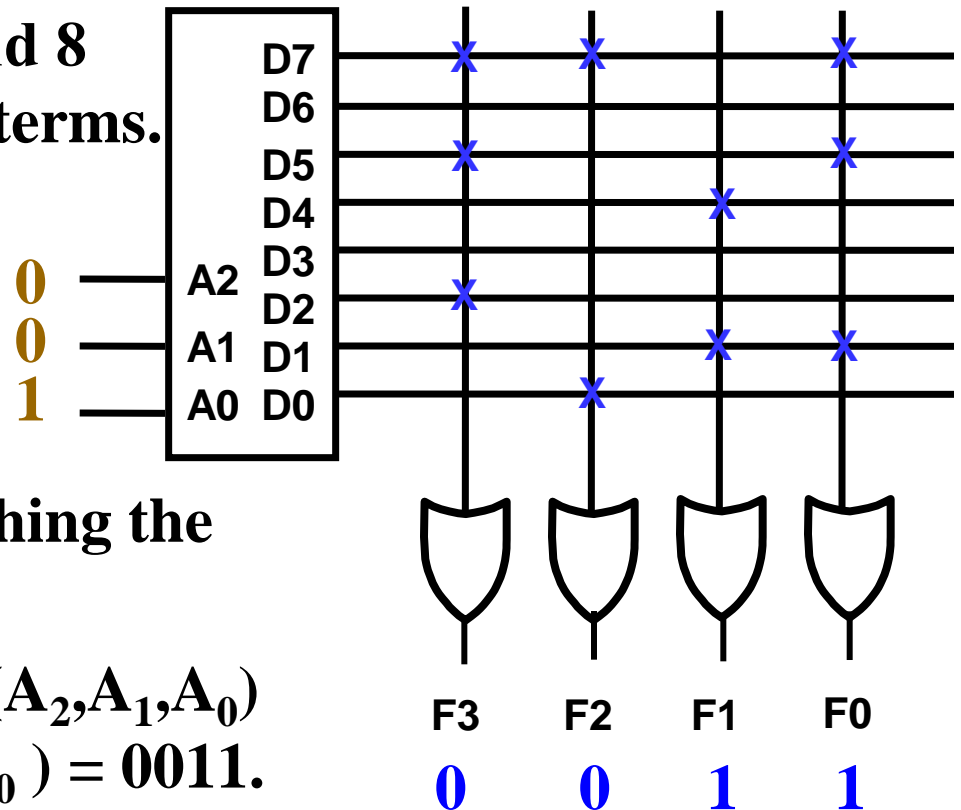 d 8
terms.
D7
D6
D5
D4
D3
D2
D1
D0
0 A2
0 A1
1 A0
X X X
X X
X
X
X X
X
hing the
(A2,A1,A0)
0 ) = 0011.
F3 F2 F1 F0
0 0 1 1